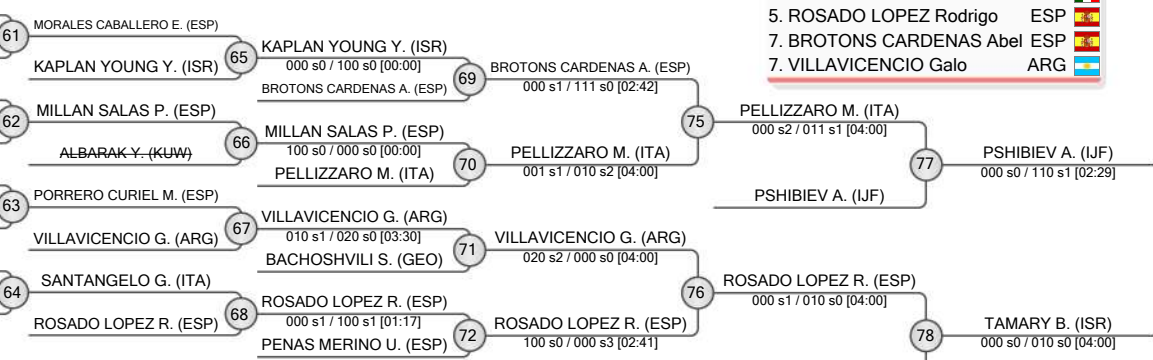 5. ROSADO LOPEZ Rodrigo ESP
7. BROTONS CARDENAS Abel ESP
7. VILLAVICENCIO Galo ARG
61
MORALES CABALLERO E. (ESP)
KAPLAN YOUNG Y. (ISR)
62
MILLAN SALAS P. (ESP)
ALBARAK Y. (KUW)
63
PORRERO CURIEL M. (ESP)
VILLAVICENCIO G. (ARG)
64
SANTANGELO G. (ITA)
ROSADO LOPEZ R. (ESP)
65
KAPLAN YOUNG Y. (ISR)
000 s0 / 100 s0 [00:00]
BROTONS CARDENAS A. (ESP)
66
MILLAN SALAS P. (ESP)
100 s0 / 000 s0 [00:00]
PELLIZZARO M. (ITA)
67
VILLAVICENCIO G. (ARG)
010 s1 / 020 s0 [03:30]
BACHOSHVILI S. (GEO)
68
ROSADO LOPEZ R. (ESP)
000 s1 / 100 s1 [01:17]
PENAS MERINO U. (ESP)
69
BROTONS CARDENAS A. (ESP)
000 s1 / 111 s0 [02:42]
70
PELLIZZARO M. (ITA)
001 s1 / 010 s2 [04:00]
71
VILLAVICENCIO G. (ARG)
020 s2 / 000 s0 [04:00]
72
ROSADO LOPEZ R. (ESP)
100 s0 / 000 s3 [02:41]
75
PELLIZZARO M. (ITA)
000 s2 / 011 s1 [04:00]
PSHIBIEV A. (IJF)
76
ROSADO LOPEZ R. (ESP)
000 s1 / 010 s0 [04:00]
77
PSHIBIEV A. (IJF)
000 s0 / 110 s1 [02:29]
78
TAMARY B. (ISR)
000 s0 / 010 s0 [04:00]